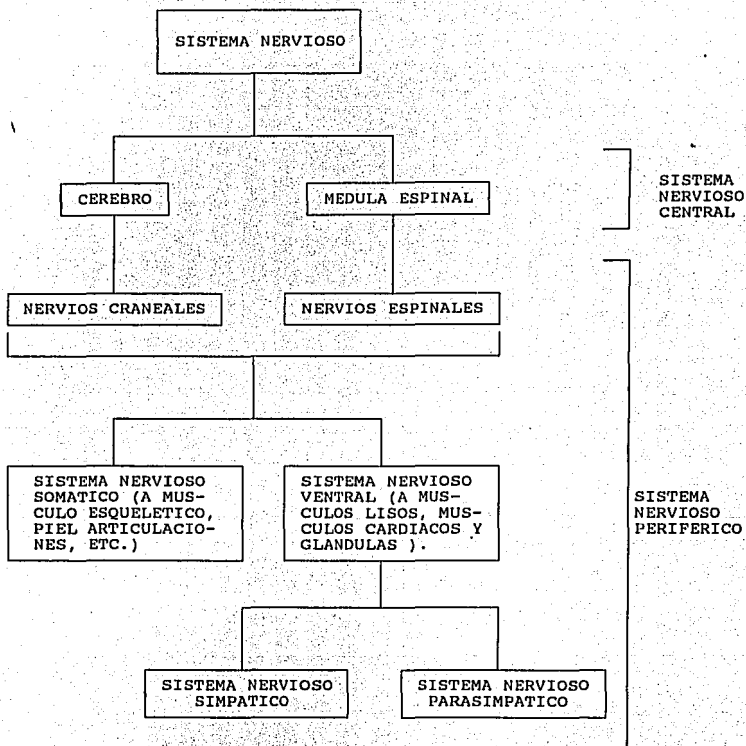 SISTEMA NERVIOSO
CEREBRO
MEDULA ESPINAL
SISTEMA
NERVIOSO
CENTRAL
NERVIOS CRANEALES
NERVIOS ESPINALES
SISTEMA NERVIOSO
SOMATICO (A MUS-
CULO ESQUELETICO,
PIEL ARTICULACIO-
NES, ETC.)
SISTEMA NERVIOSO
VENTRAL (A MUS-
CULOS LISOS, MUS-
CULOS CARDIACOS Y
GLANDULAS ).
SISTEMA
NERVIOSO
PERIFERICO
SISTEMA NERVIOSO
SIMPATICO
SISTEMA NERVIOSO
PARASIMPATICO